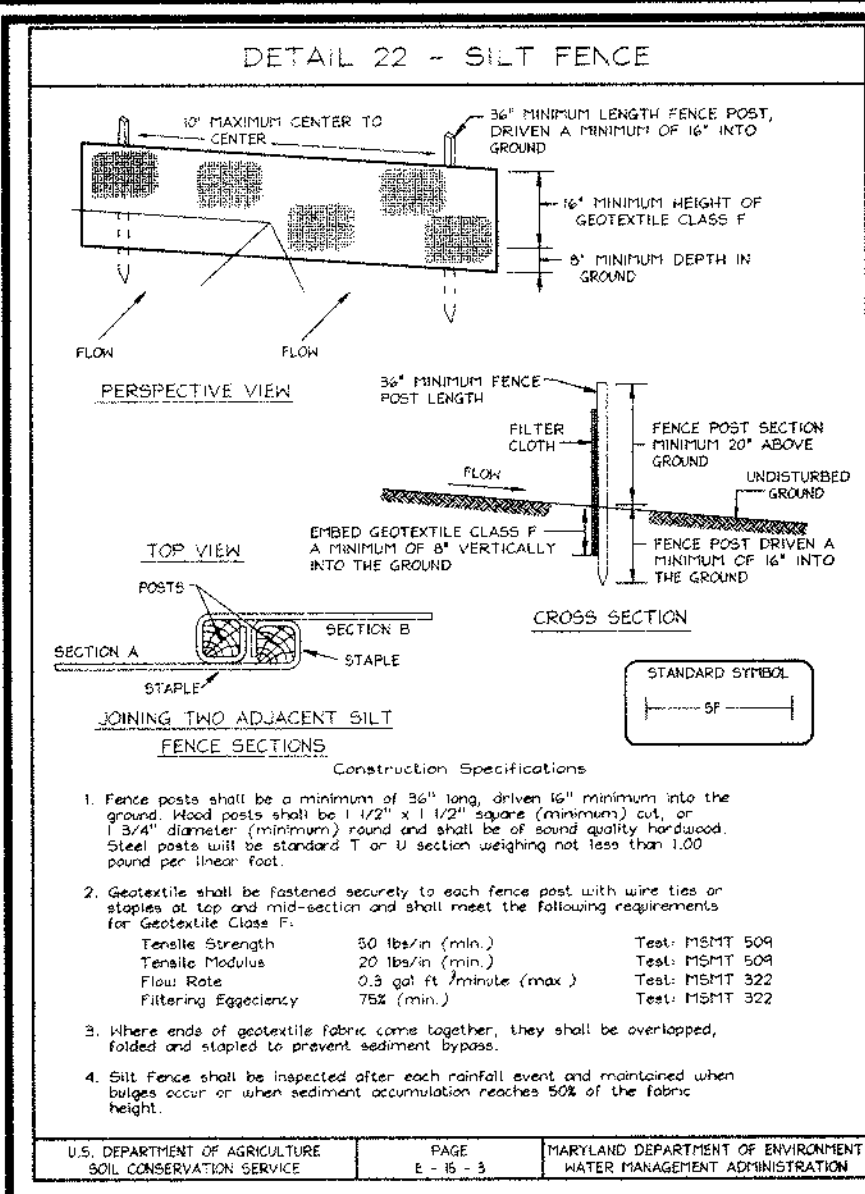 DETAIL 22 - SILT FENCE
10' MAXIMUM CENTER TO
CENTER
36" MINIMUM LENGTH FENCE POST,
DRIVEN A MINIMUM OF 16" INTO
GROUND
16" MINIMUM HEIGHT OF
GEOTEXTILE CLASS F
8" MINIMUM DEPTH IN
GROUND
FLOW
FLOW
PERSPECTIVE VIEW
36" MINIMUM FENCE
POST LENGTH
FILTER
CLOTH
FENCE POST SECTION
MINIMUM 20" ABOVE
GROUND
FLOW
UNDISTURBED
GROUND
EMBED GEOTEXTILE CLASS F
A MINIMUM OF 8" VERTICALLY
INTO THE GROUND
FENCE POST DRIVEN A
MINIMUM OF 16" INTO
THE GROUND
CROSS SECTION
TOP VIEW
POSTS
SECTION B
SECTION A
STAPLE
STAPLE
JOINING TWO ADJACENT SILT
FENCE SECTIONS
STANDARD SYMBOL
SF
Construction Specifications
1. Fence posts shall be a minimum of 36" long, driven 16" minimum into the
ground. Wood posts shall be 1 1/2" x 1 1/2" square (minimum) cut, or
1 3/4" diameter (minimum) round and shall be of sound quality hardwood.
Steel posts will be standard T or U section weighing not less than 1.00
pound per linear foot.
2. Geotextile shall be fastened securely to each fence post with wire ties or
staples at top and mid-section and shall meet the following requirements
for Geotextile Class F:
Tensile Strength 50 lbs/in (min.) Test: MSMT 509
Tensile Modulus 20 lbs/in (min.) Test: MSMT 509
Flow Rate 0.3 gal ft /minute (max ) Test: MSMT 322
Filtering Eggeciency 75% (min.) Test: MSMT 322
3. Where ends of geotextile fabric come together, they shall be overlapped,
folded and stapled to prevent sediment bypass.
4. Silt Fence shall be inspected after each rainfall event and maintained when
bulges occur or when sediment accumulation reaches 50% of the fabric
height.
U.S. DEPARTMENT OF AGRICULTURE
SOIL CONSERVATION SERVICE
PAGE
E - 15 - 3
MARYLAND DEPARTMENT OF ENVIRONMENT
WATER MANAGEMENT ADMINISTRATION